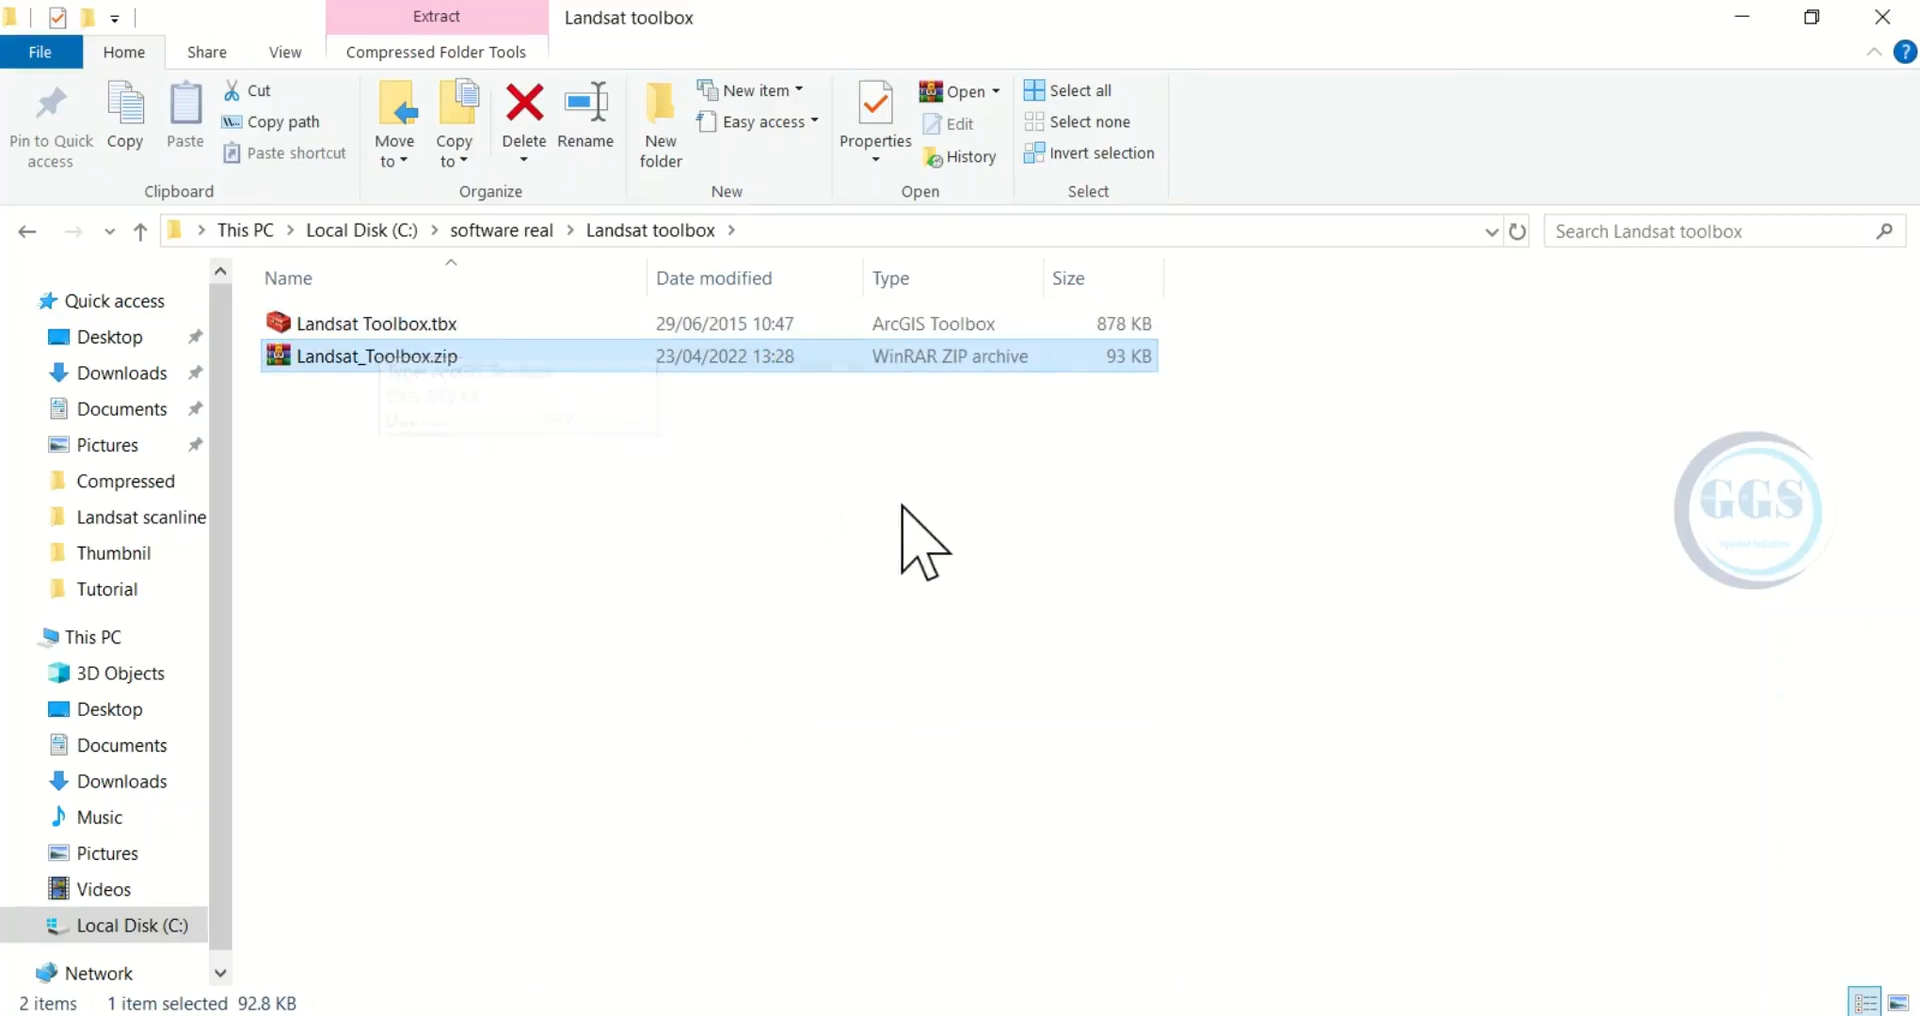 Extract
Landsat toolbox
File
Home
Share
View
Compressed Folder Tools
Pin to Quick
access
Copy
Paste
Cut
Copy path
Paste shortcut
Clipboard
Move
to
Copy
to
Delete
Rename
Organize
New
folder
New item
Easy access
New
Properties
Open
Edit
History
Open
Select all
Select none
Invert selection
Select
This PC
Local Disk (C:)
software real
Landsat toolbox
Search Landsat toolbox
Name
Date modified
Type
Size
Landsat Toolbox.tbx
29/06/2015 10:47
ArcGIS Toolbox
878 KB
Landsat_Toolbox.zip
23/04/2022 13:28
WinRAR ZIP archive
93 KB
Quick access
Desktop
Downloads
Documents
Pictures
Compressed
Landsat scanline
Thumbnil
Tutorial
This PC
3D Objects
Desktop
Documents
Downloads
Music
Pictures
Videos
Local Disk (C:)
Network
GGS
2 items
1 item selected 92.8 KB